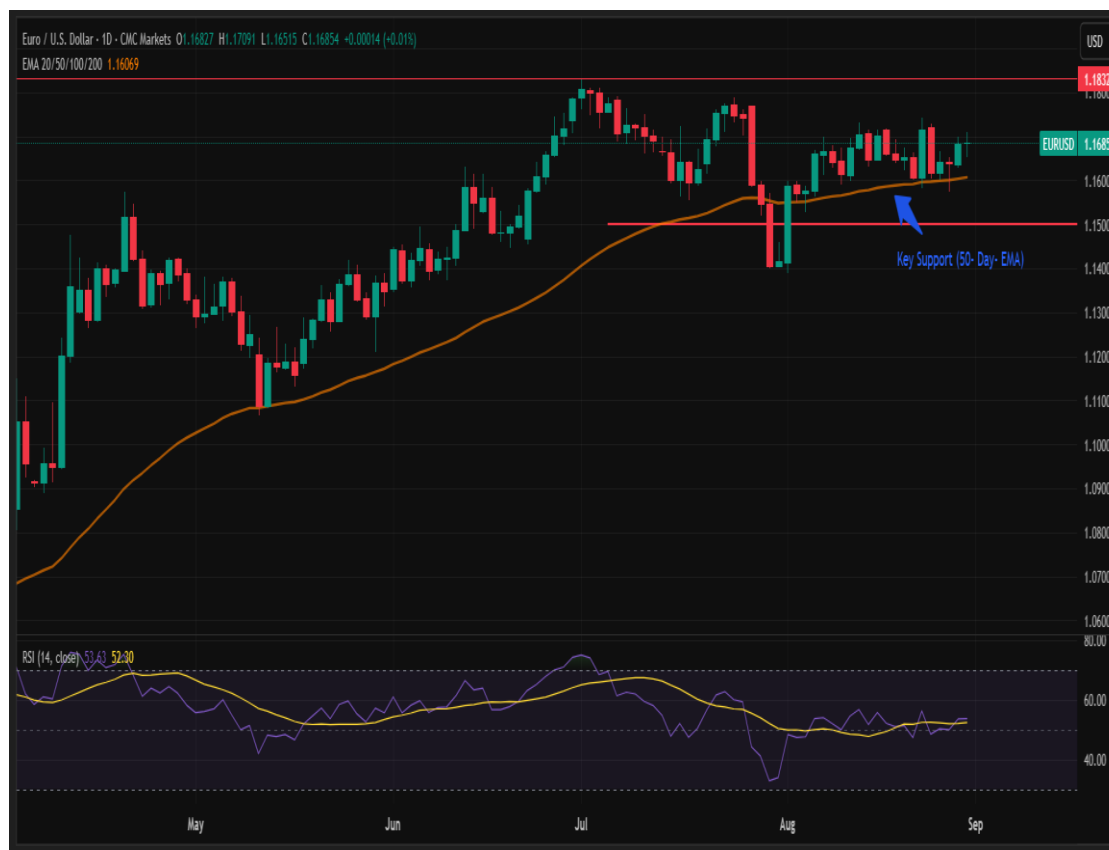 Euro / U.S. Dollar - 1D - CMC Markets O1.16827 H1.17091 L1.16515 C1.16854 +0.00014 (+0.01%)
USD
EMA 20/50/100/200 1.16069
1.1832
1.1800
EURUSD 1.1685
1.1600
1.1500
Key Support (50- Day- EMA)
1.1400
1.1300
1.1200
1.1100
1.1000
1.0900
1.0800
1.0700
1.0600
80.00
RSI (14, close) 53.63 52.30
60.00
40.00
May Jun Jul Aug Sep